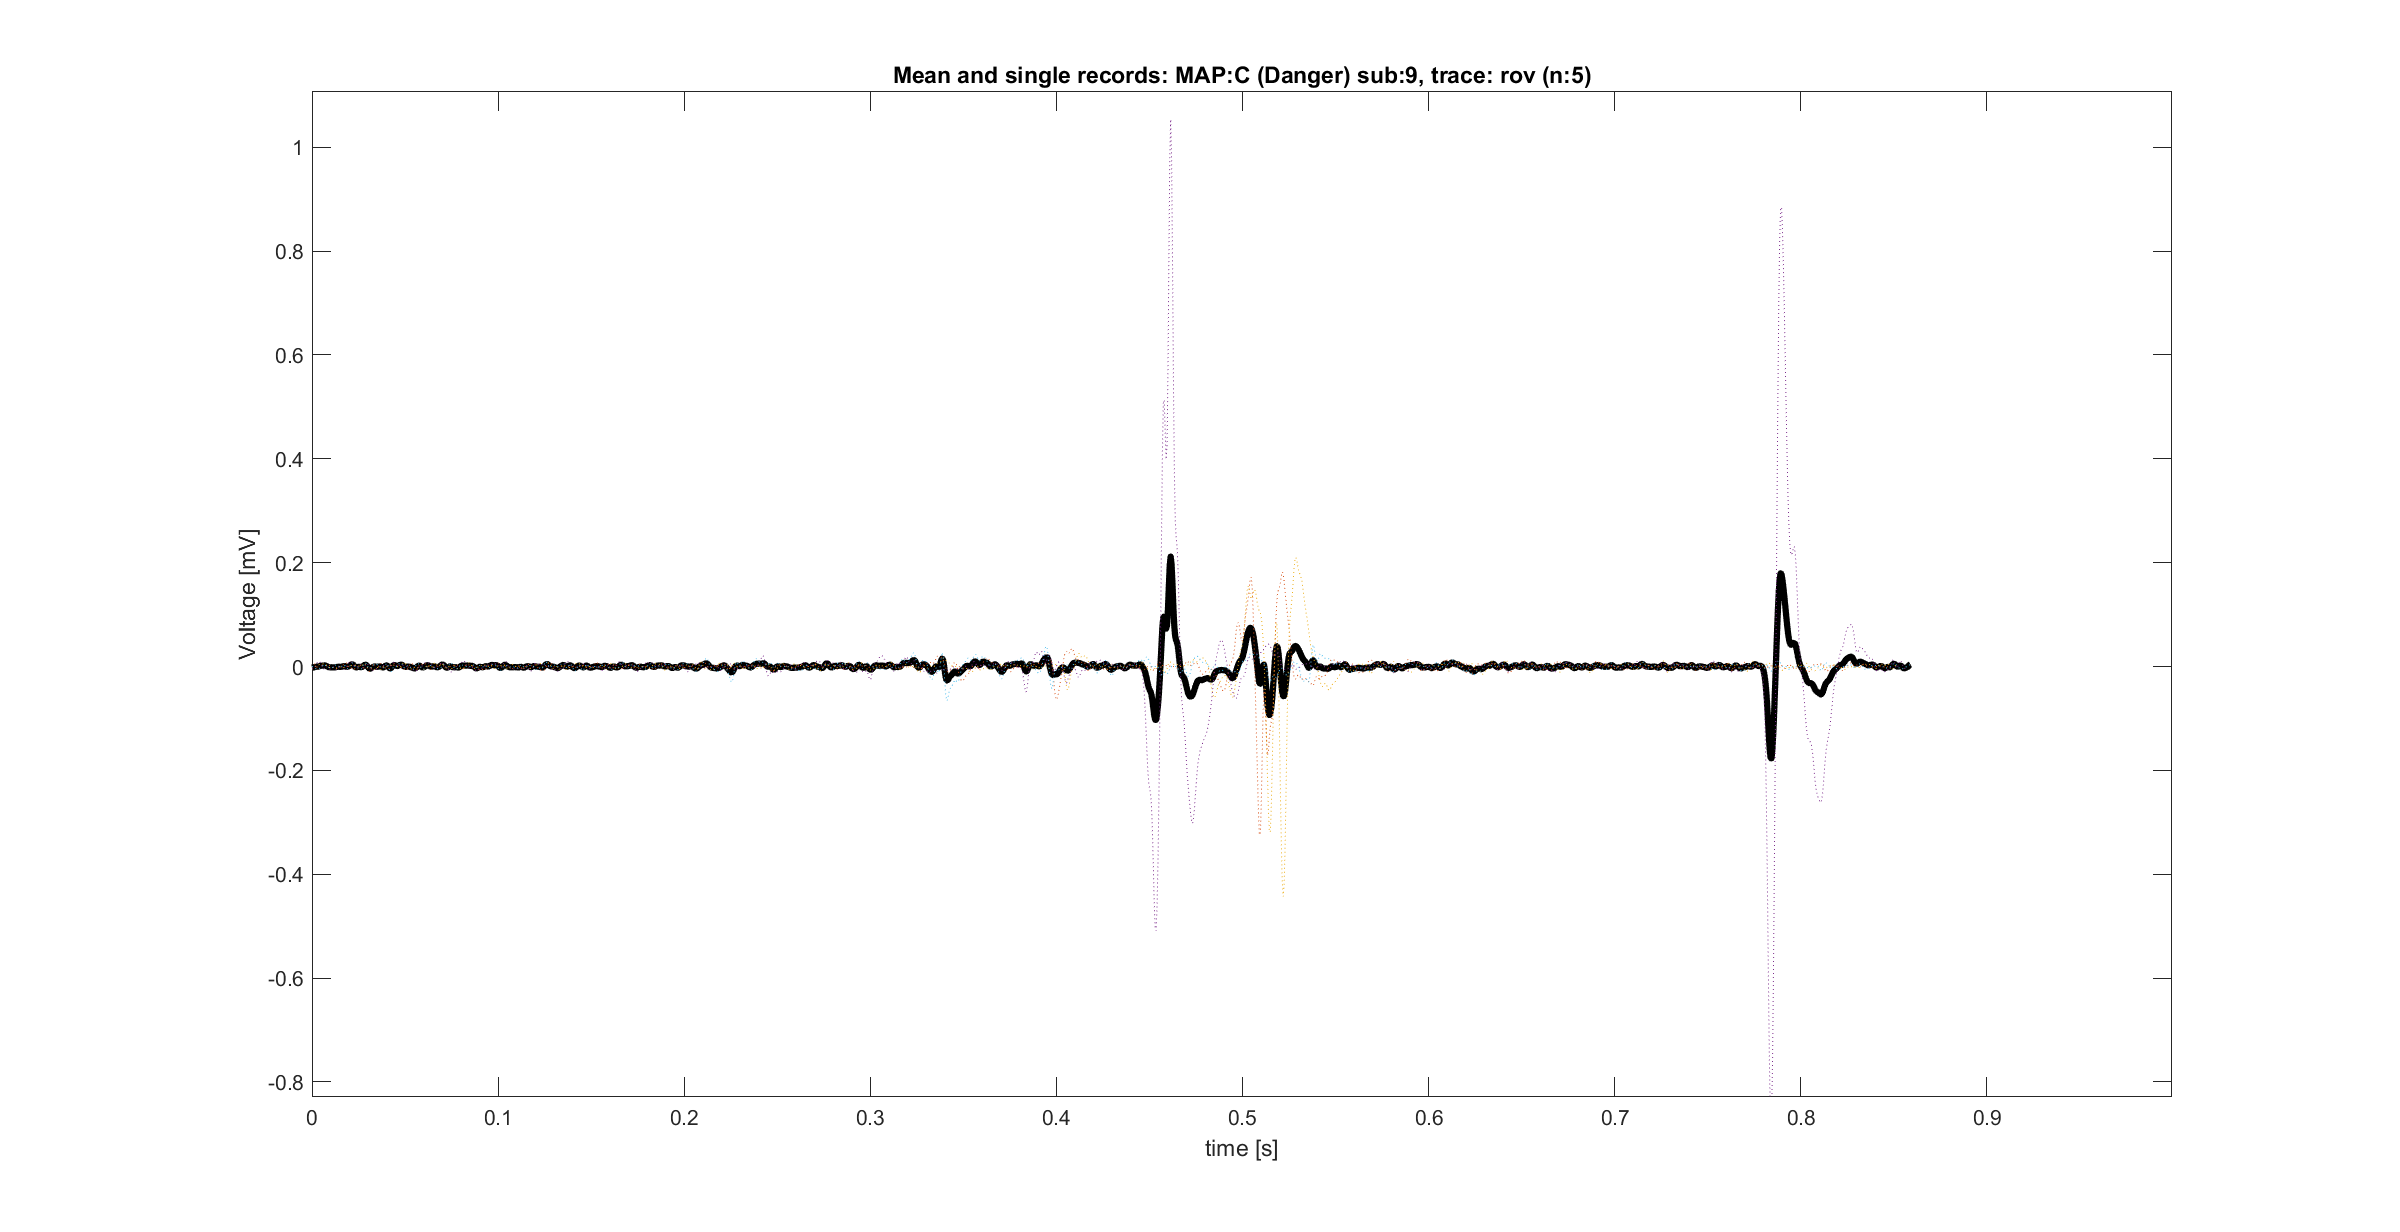 Mean and single records: MAP:C (Danger) sub:9, trace: rov (n:5)
1
0.8
0.6
0.4
0.2
0
-0.2
-0.4
-0.6
-0.8
Voltage [mV]
0 0.1 0.2 0.3 0.4 0.5 0.6 0.7 0.8 0.9
time [s]